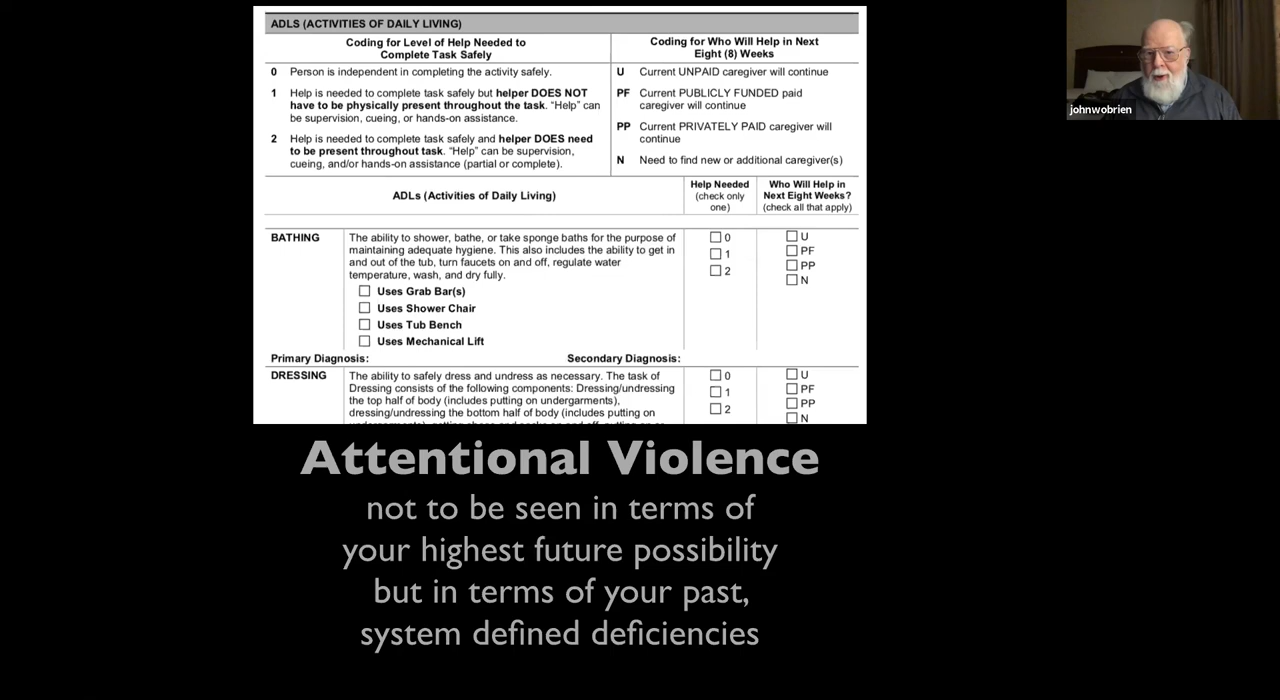 ADLS (ACTIVITIES OF DAILY LIVING)
Coding for Level of Help Needed to
Complete Task Safely
0 Person is independent in completing the activity safely.
1 Help is needed to complete task safely but helper DOES NOT
have to be physically present throughout the task. “Help” can
be supervision, cueing, or hands-on assistance.
2 Help is needed to complete task safely and helper DOES need
to be present throughout task. “Help” can be supervision,
cueing, and/or hands-on assistance (partial or complete).
Coding for Who Will Help in Next
Eight (8) Weeks
U Current UNPAID caregiver will continue
PF Current PUBLICLY FUNDED paid
caregiver will continue
PP Current PRIVATELY PAID caregiver will
continue
N Need to find new or additional caregiver(s)
ADLs (Activities of Daily Living)
Help Needed
(check only
one)
Who Will Help in
Next Eight Weeks?
(check all that apply)
BATHING
The ability to shower, bathe, or take sponge baths for the purpose of
maintaining adequate hygiene. This also includes the ability to get in
and out of the tub, turn faucets on and off, regulate water
temperature, wash, and dry fully.
Uses Grab Bar(s)
Uses Shower Chair
Uses Tub Bench
Uses Mechanical Lift
0
1
2
U
PF
PP
N
Primary Diagnosis: Secondary Diagnosis:
DRESSING
The ability to safely dress and undress as necessary. The task of
Dressing consists of the following components: Dressing/undressing
the top half of body (includes putting on undergarments),
dressing/undressing the bottom half of body (includes putting on
0
1
2
U
PF
PP
N
johnwobrien
Attentional Violence
not to be seen in terms of
your highest future possibility
but in terms of your past,
system defined deficiencies